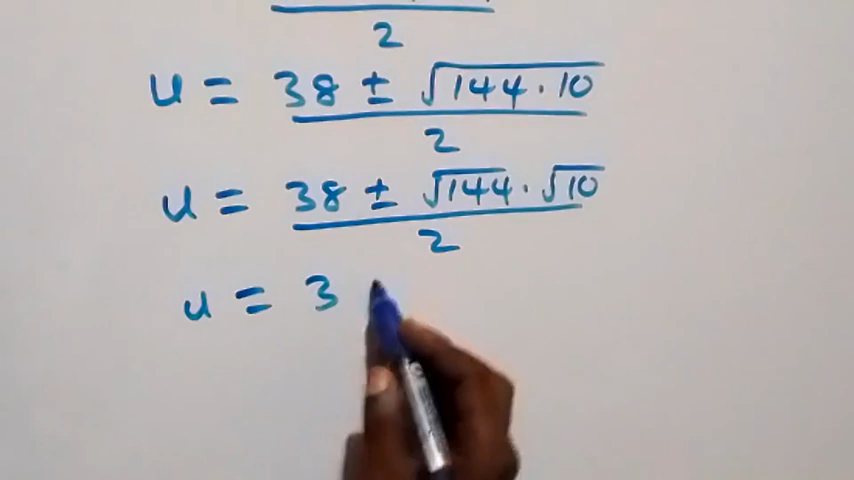 2
u = 38 ± √144 · 10
2
u = 38 ± √144 · √10
2
u = 3